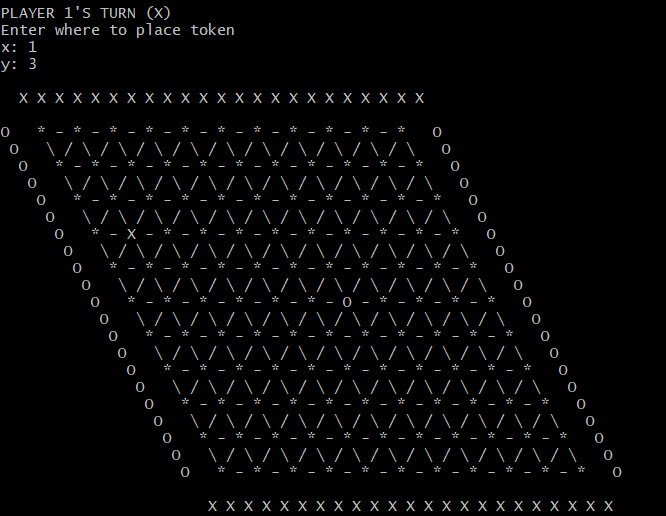 PLAYER 1'S TURN (X)
Enter where to place token
x: 1
y: 3
  X X X X X X X X X X X X X X X X X X X X X X X
O   * - * - * - * - * - * - * - * - * - * - *   O
 O   \ / \ / \ / \ / \ / \ / \ / \ / \ / \ / \   O
  O   * - * - * - * - * - * - * - * - * - * - *   O
   O   \ / \ / \ / \ / \ / \ / \ / \ / \ / \ / \   O
    O   * - * - * - * - * - * - * - * - * - * - *   O
     O   \ / \ / \ / \ / \ / \ / \ / \ / \ / \ / \   O
      O   * - X - * - * - * - * - * - * - * - * - *   O
       O   \ / \ / \ / \ / \ / \ / \ / \ / \ / \ / \   O
        O   * - * - * - * - * - * - * - * - * - * - *   O
         O   \ / \ / \ / \ / \ / \ / \ / \ / \ / \ / \   O
          O   * - * - * - * - * - * - O - * - * - * - *   O
           O   \ / \ / \ / \ / \ / \ / \ / \ / \ / \ / \   O
            O   * - * - * - * - * - * - * - * - * - * - *   O
             O   \ / \ / \ / \ / \ / \ / \ / \ / \ / \ / \   O
              O   * - * - * - * - * - * - * - * - * - * - *   O
               O   \ / \ / \ / \ / \ / \ / \ / \ / \ / \ / \   O
                O   * - * - * - * - * - * - * - * - * - * - *   O
                 O   \ / \ / \ / \ / \ / \ / \ / \ / \ / \ / \   O
                  O   * - * - * - * - * - * - * - * - * - * - *   O
                   O   \ / \ / \ / \ / \ / \ / \ / \ / \ / \ / \   O
                    O   * - * - * - * - * - * - * - * - * - * - *   O
                       X X X X X X X X X X X X X X X X X X X X X X X